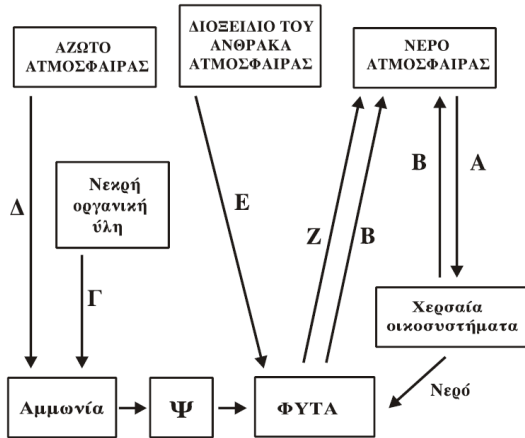 ΑΖΩΤΟ
ΑΤΜΟΣΦΑΙΡΑΣ
ΔΙΟΞΕΙΔΙΟ ΤΟΥ
ΑΝΘΡΑΚΑ
ΑΤΜΟΣΦΑΙΡΑΣ
ΝΕΡΟ
ΑΤΜΟΣΦΑΙΡΑΣ
Δ
Νεκρή
οργανική
ύλη
Γ
Ε
Ζ
Β
Β
Α
Χερσαία
οικοσυστήματα
Νερό
Αμμωνία
Ψ
ΦΥΤΑ